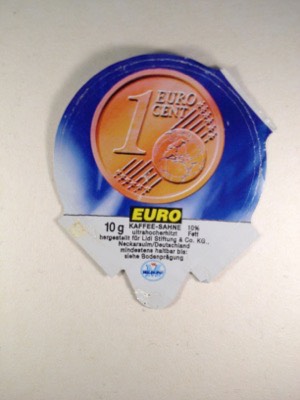 1 EURO
CENT
EURO
10 g KAFFEE-SAHNE 10%
ultrahocherhitzt Fett
hergestellt für Lidl Stiftung & Co. KG.,
Neckarsulm/Deutschland
mindestens haltbar bis:
siehe Bodenprägung